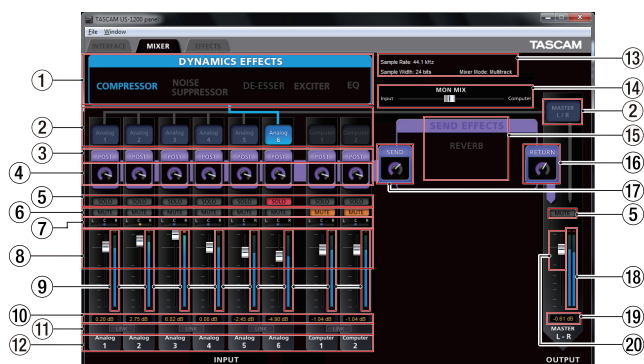 TASCAM US-1200 panel
File Window
INTERFACE MIXER EFFECTS TASCAM
DYNAMICS EFFECTS
COMPRESSOR NOISE SUPPRESSOR DE-ESSER EXCITER EQ
Sample Rate: 44.1 kHz
Sample Width: 24 bits Mixer Mode: Multitrack
MON MIX
Input Computer
Analog 1 Analog 2 Analog 3 Analog 4 Analog 5 Analog 6 Computer 1 Computer 2
MASTER L / R
SEND EFFECTS
REVERB
POST POST POST POST POST POST POST POST
SEND RETURN
SOLO SOLO SOLO SOLO SOLO SOLO SOLO SOLO
MUTE MUTE MUTE MUTE MUTE MUTE MUTE MUTE MUTE
L C R L C R L C R L C R L C R L C R L C R L C R
0.20 dB 2.75 dB 6.02 dB 0.00 dB -2.45 dB -4.90 dB -1.04 dB -1.04 dB -0.61 dB
LINK LINK LINK LINK
Analog 1 Analog 2 Analog 3 Analog 4 Analog 5 Analog 6 Computer 1 Computer 2
MASTER
L - R
INPUT OUTPUT
1
2
3
4
5
6
7
8
9
10
11
12
13
14
2
15
16
17
5
18
19
20